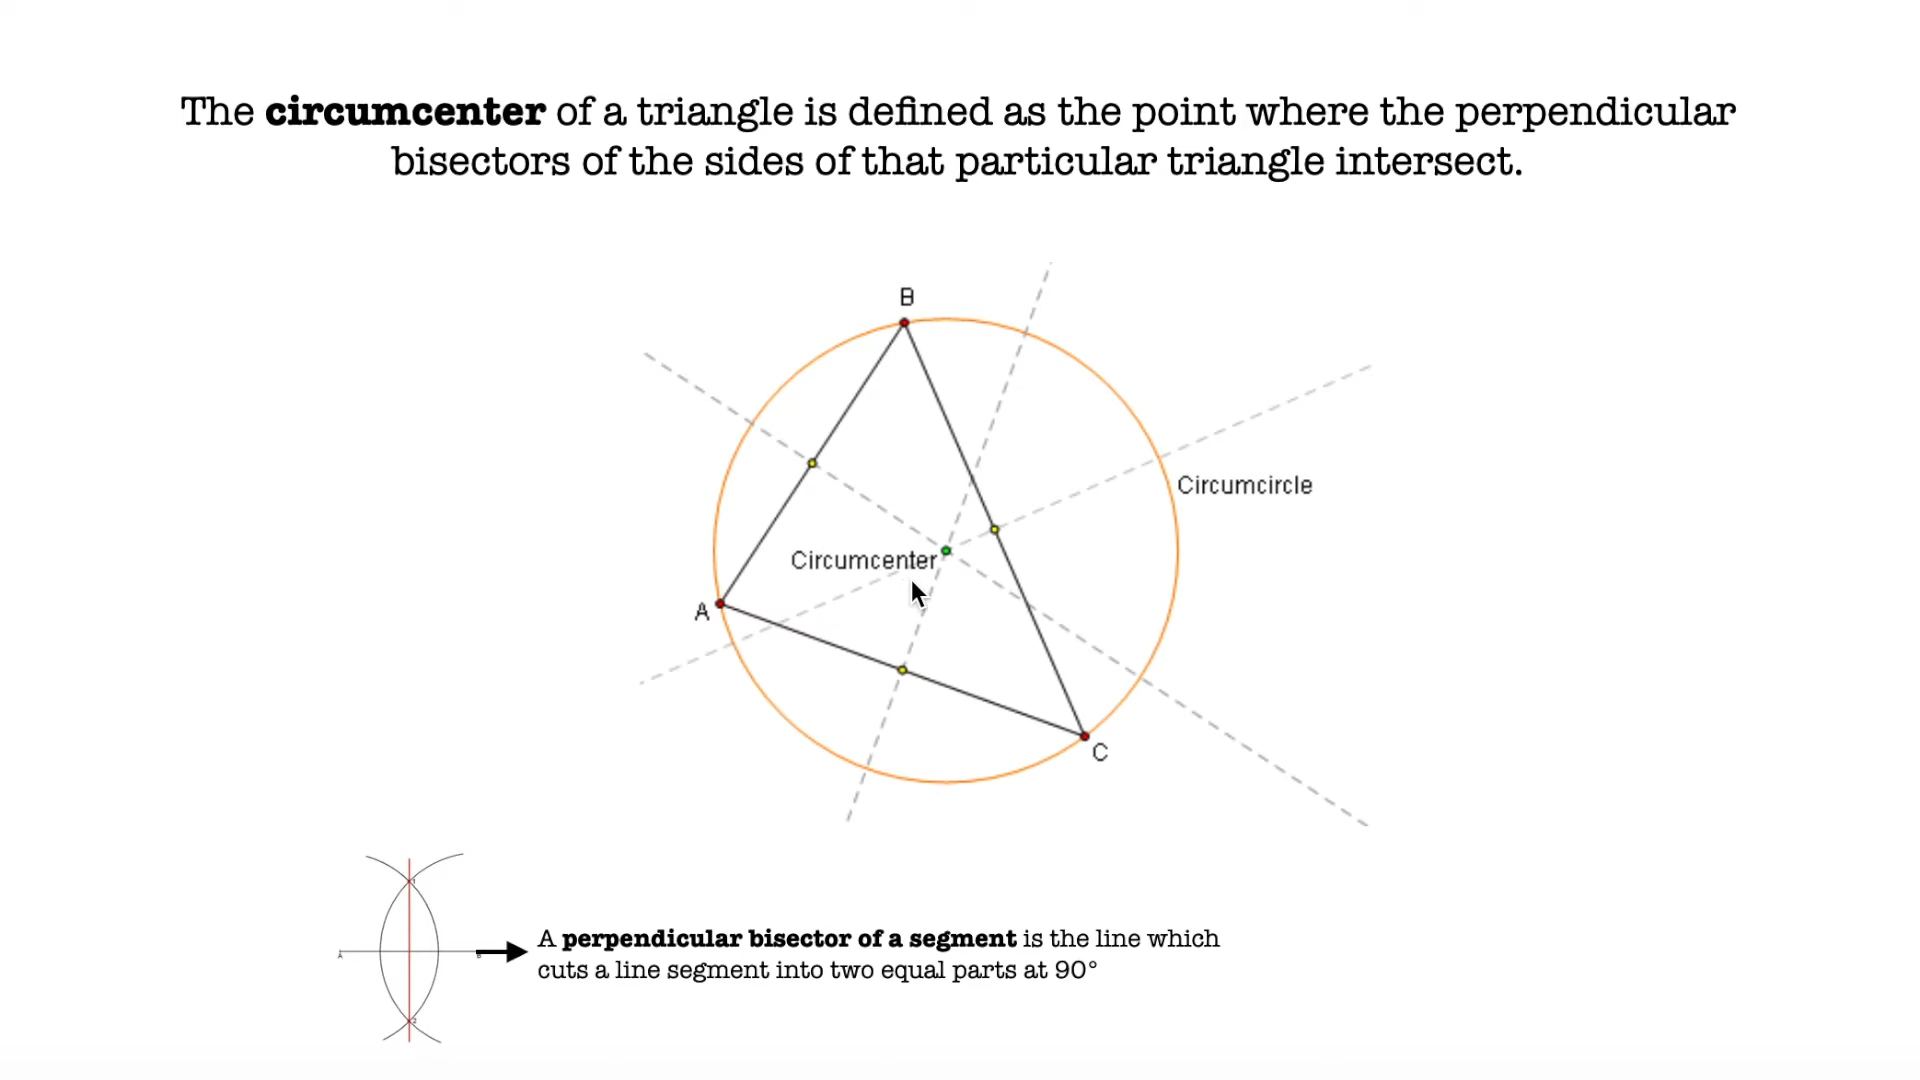 The circumcenter of a triangle is defined as the point where the perpendicular
bisectors of the sides of that particular triangle intersect.
B
Circumcircle
Circumcenter
A
C
1
A
B
2
A perpendicular bisector of a segment is the line which
cuts a line segment into two equal parts at 90°